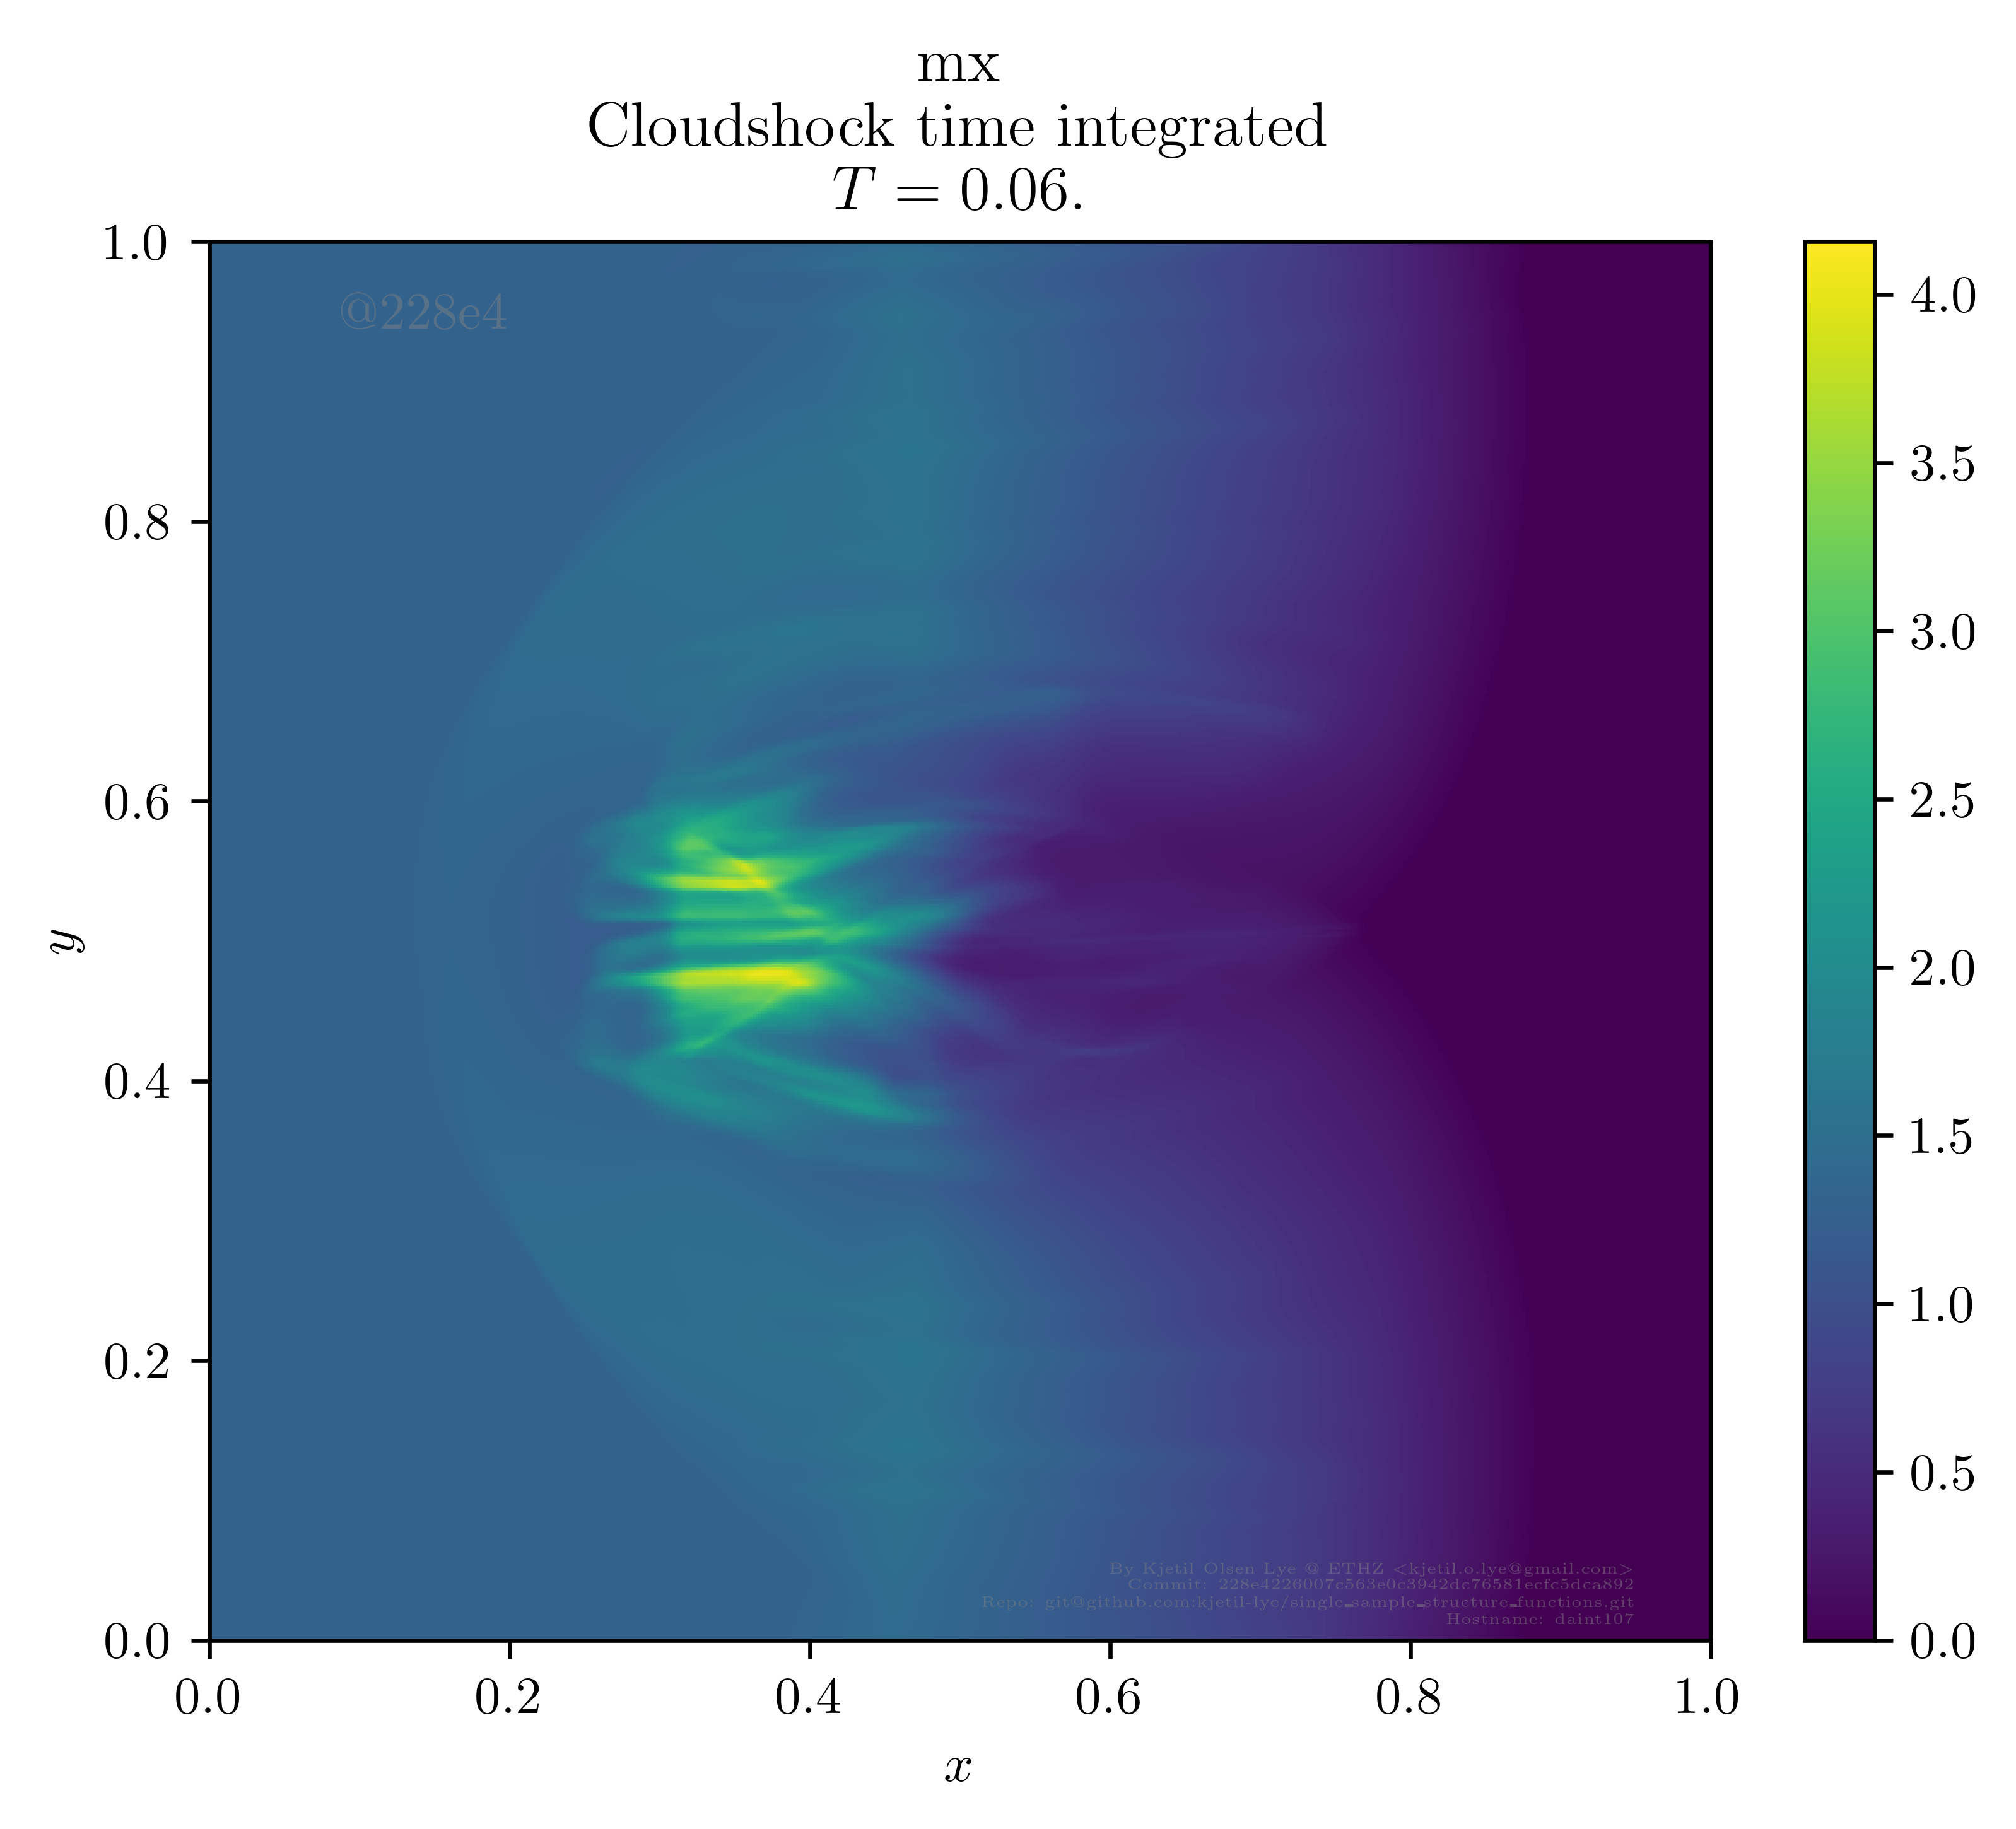 mx
Cloudshock time integrated
T = 0.06.
1.0
0.8
0.6
0.4
0.2
0.0
y
@228e4
By Kjetil Olsen Lye @ ETHZ <kjetil.o.lye@gmail.com>
Commit: 228e4226007c563e0c3942dc76581ecfc5dca892
Repo: git@github.com:kjetil-lye/single_sample_structure_functions.git
Hostname: daint107
0.0 0.2 0.4 0.6 0.8 1.0
x
4.0
3.5
3.0
2.5
2.0
1.5
1.0
0.5
0.0